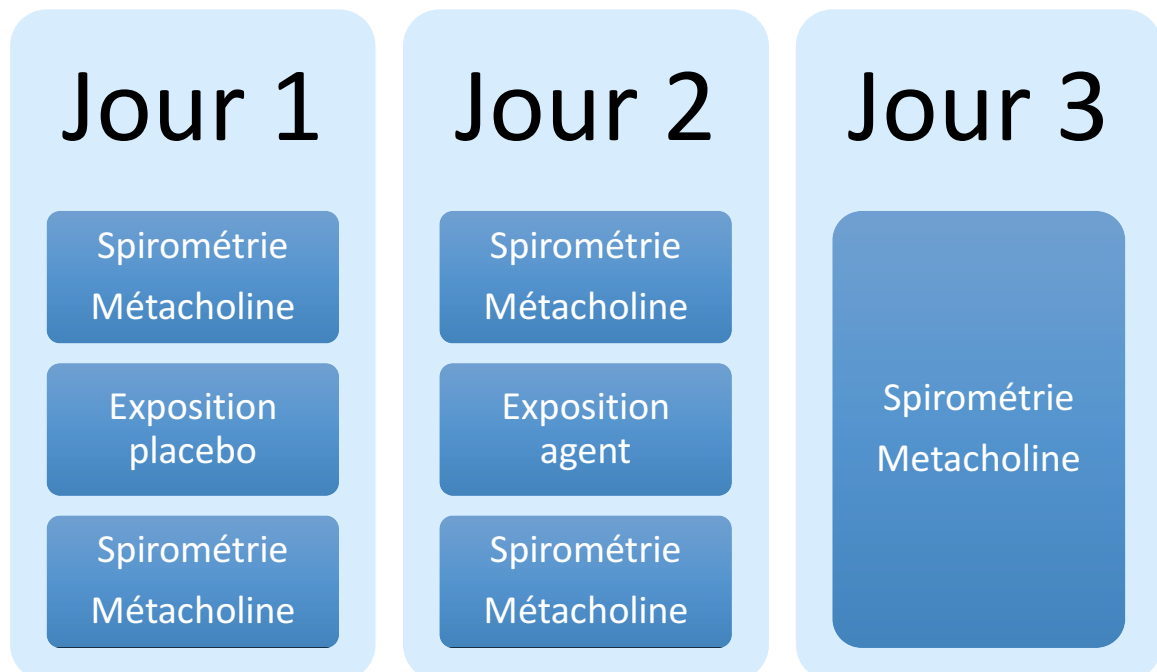 Jour 1
Spirométrie
Métacholine
Exposition
placebo
Spirométrie
Métacholine
Jour 2
Spirométrie
Métacholine
Exposition
agent
Spirométrie
Métacholine
Jour 3
Spirométrie
Metacholine